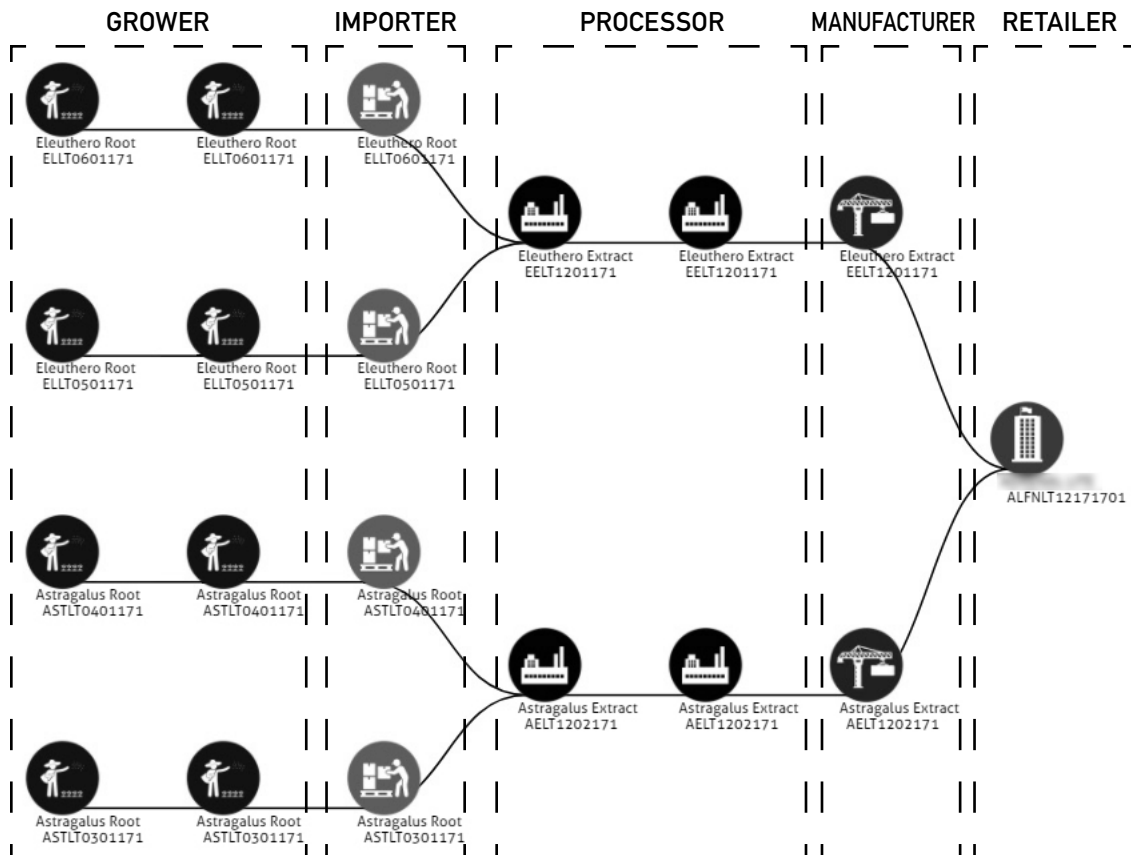 GROWER IMPORTER PROCESSOR MANUFACTURER RETAILER
Eleuthero Root Eleuthero Root Eleuthero Root
ELLT0601171 ELLT0601171 ELLT0601171
Eleuthero Extract Eleuthero Extract Eleuthero Extract
EELT1201171 EELT1201171 EELT1201171
Eleuthero Root Eleuthero Root Eleuthero Root
ELLT0501171 ELLT0501171 ELLT0501171
ALFNLT12171701
Astragalus Root Astragalus Root Astragalus Root
ASTLT0401171 ASTLT0401171 ASTLT0401171
Astragalus Extract Astragalus Extract Astragalus Extract
AELT1202171 AELT1202171 AELT1202171
Astragalus Root Astragalus Root Astragalus Root
ASTLT0301171 ASTLT0301171 ASTLT0301171